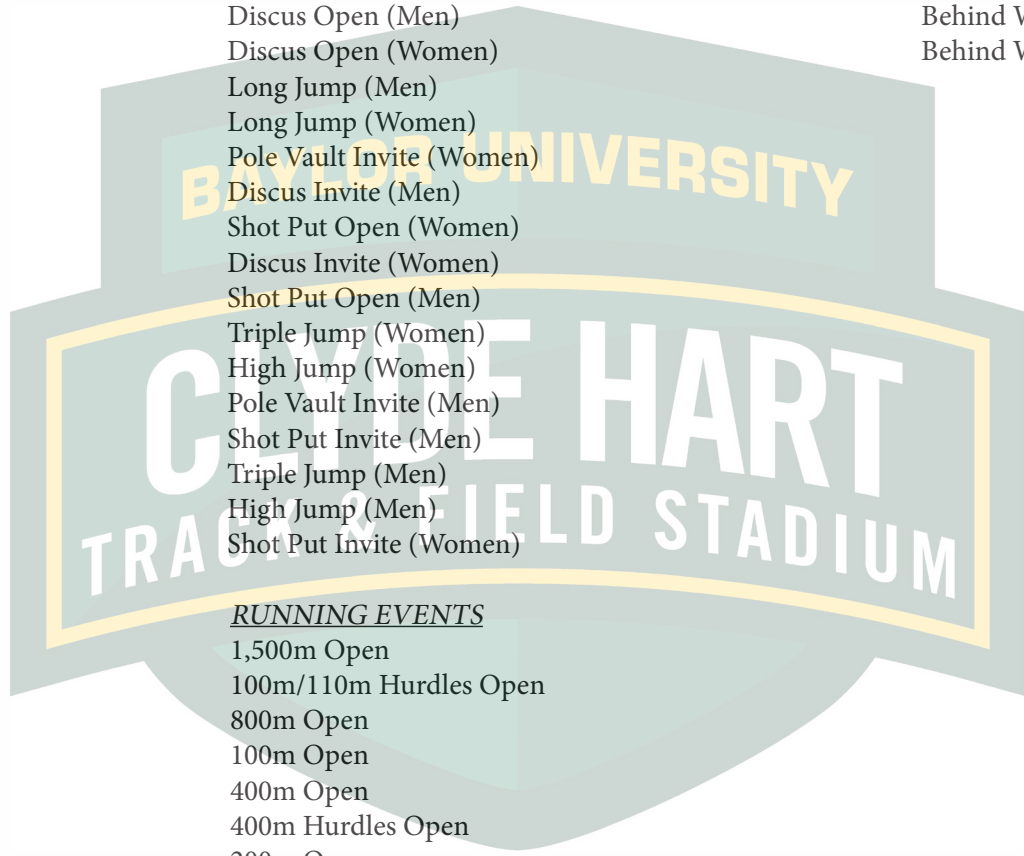 Discus Open (Men)
Behind
Discus Open (Women)
Behind
Long Jump (Men)
Long Jump (Women)
Pole Vault Invite (Women)
Discus Invite (Men)
Shot Put Open (Women)
Discus Invite (Women)
Shot Put Open (Men)
Triple Jump (Women)
High Jump (Women)
Pole Vault Invite (Men)
Shot Put Invite (Men)
Triple Jump (Men)
High Jump (Men)
Shot Put Invite (Women)
RUNNING EVENTS
1,500m Open
100m/110m Hurdles Open
800m Open
100m Open
400m Open
400m Hurdles Open
BAYLOR UNIVERSITY
CLYDE HART
TRACK & FIELD STADIUM